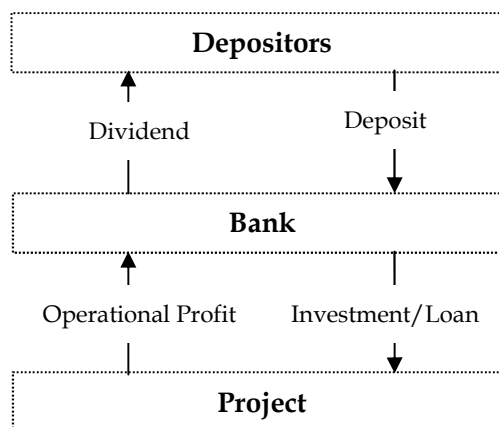 Depositors
Dividend
Deposit
Bank
Operational Profit
Investment/Loan
Project